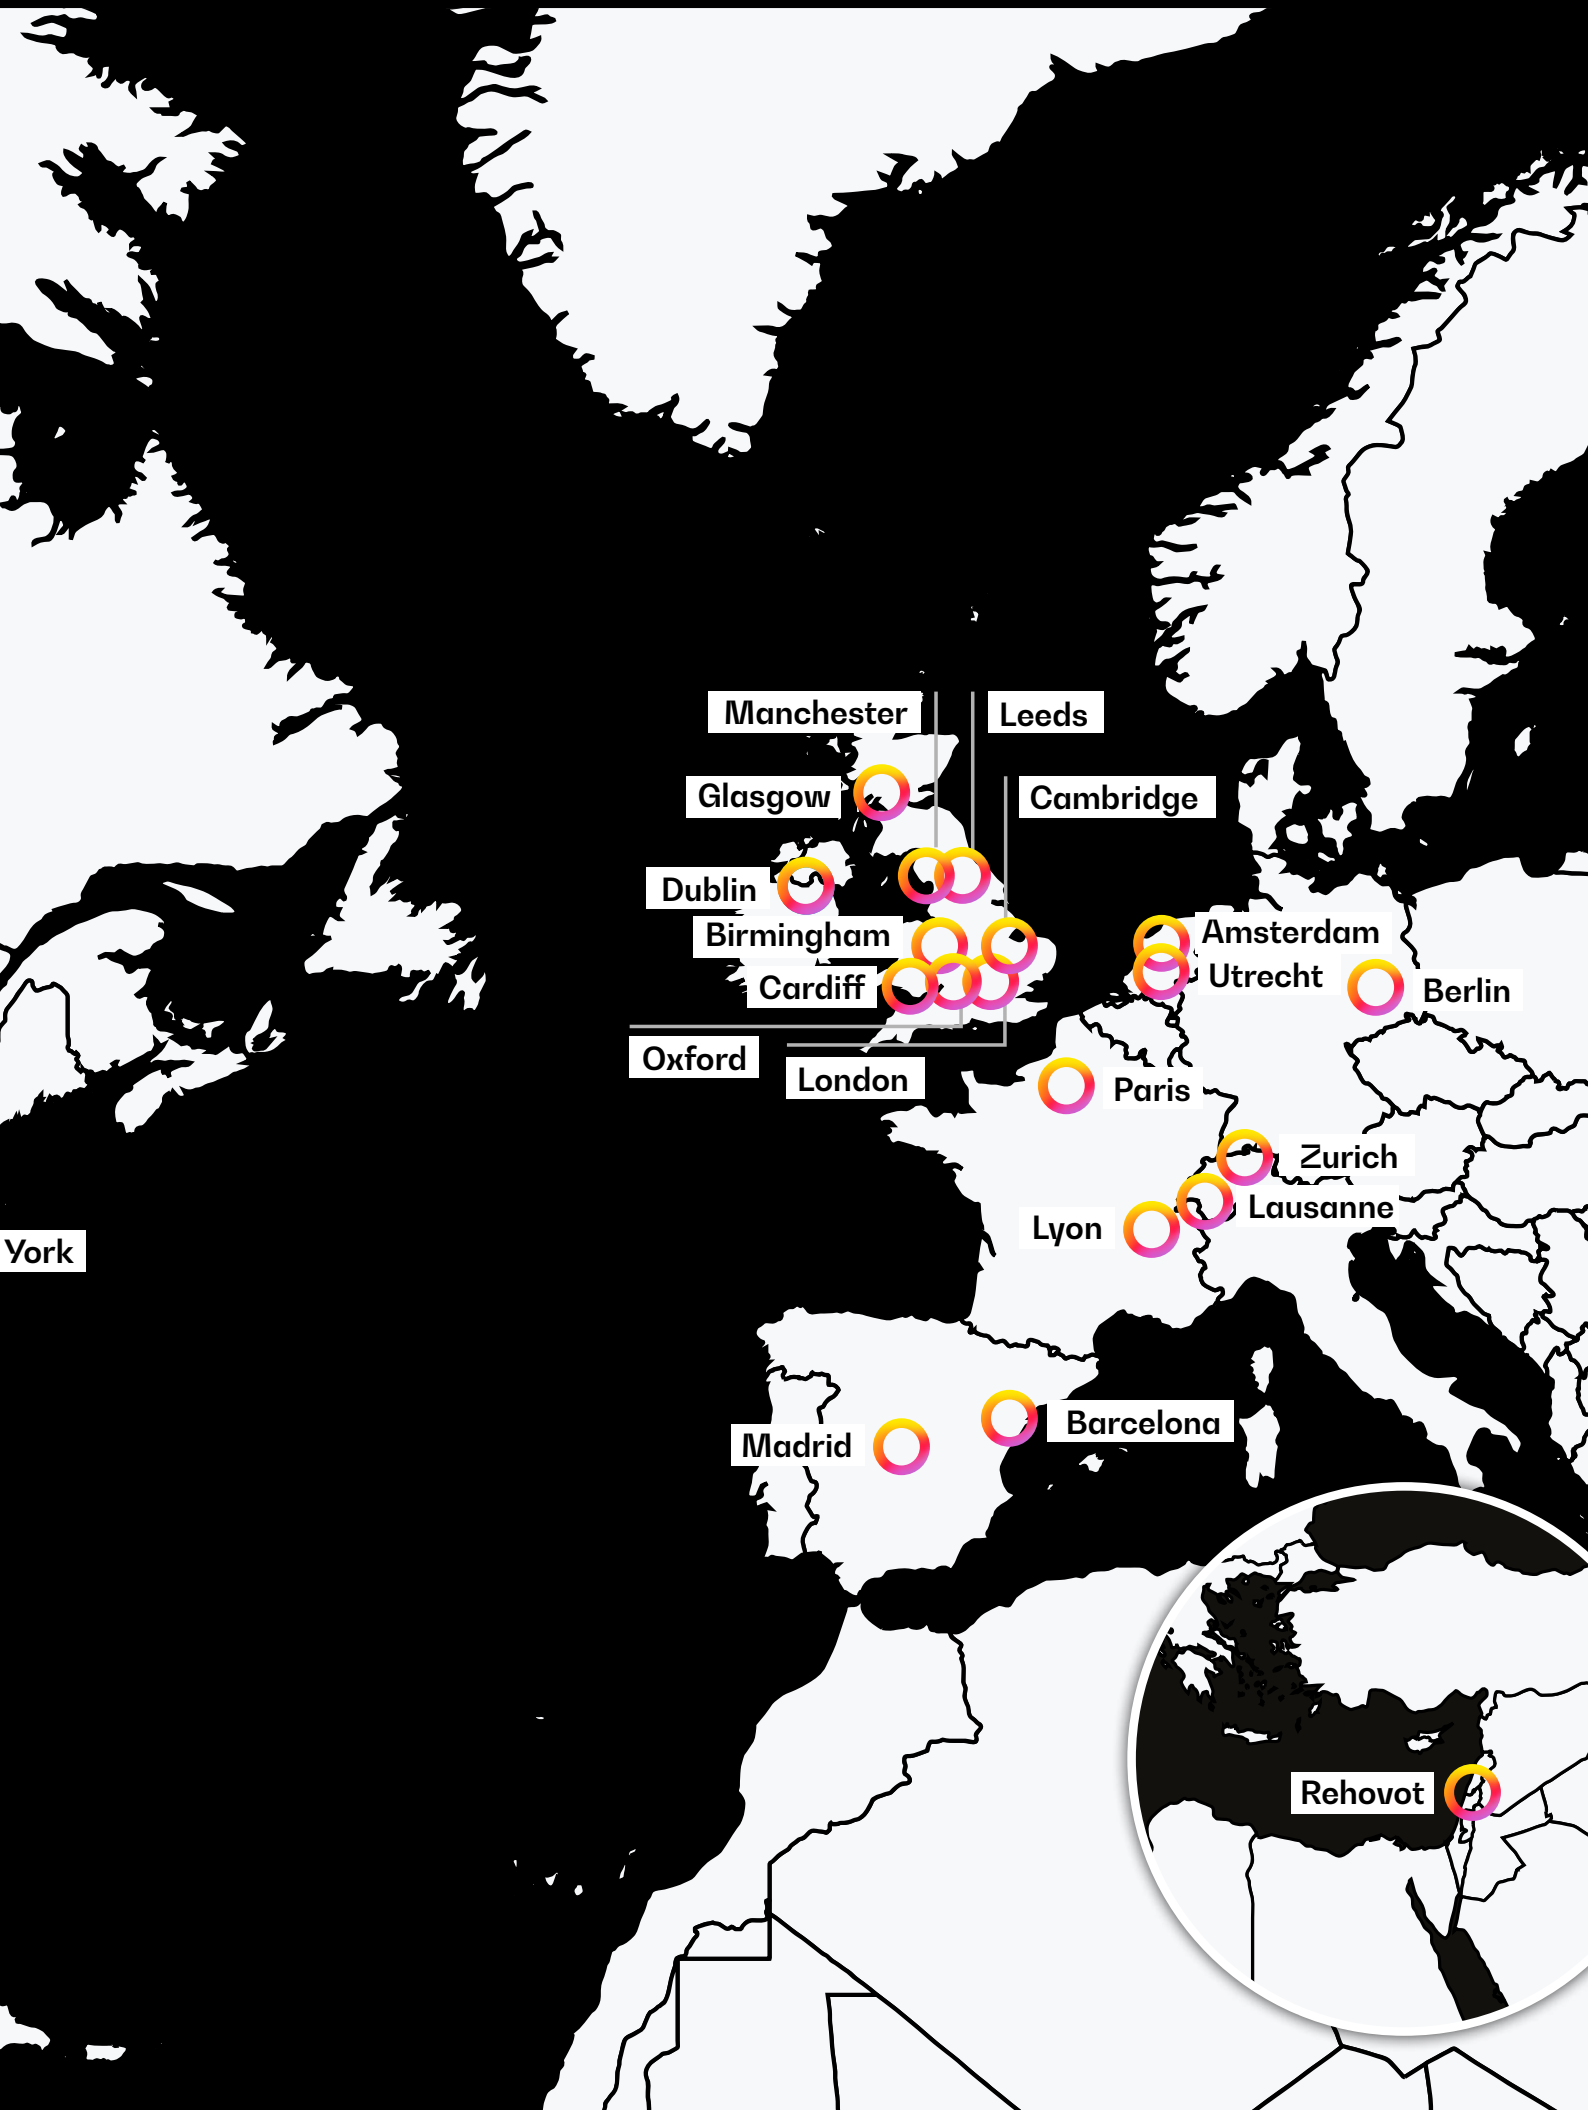 Manchester
Leeds
Glasgow
Cambridge
Dublin
Birmingham
Amsterdam
Cardiff
Utrecht
Berlin
Oxford
London
Paris
Zurich
Lausanne
Lyon
York
Barcelona
Madrid
Rehovot